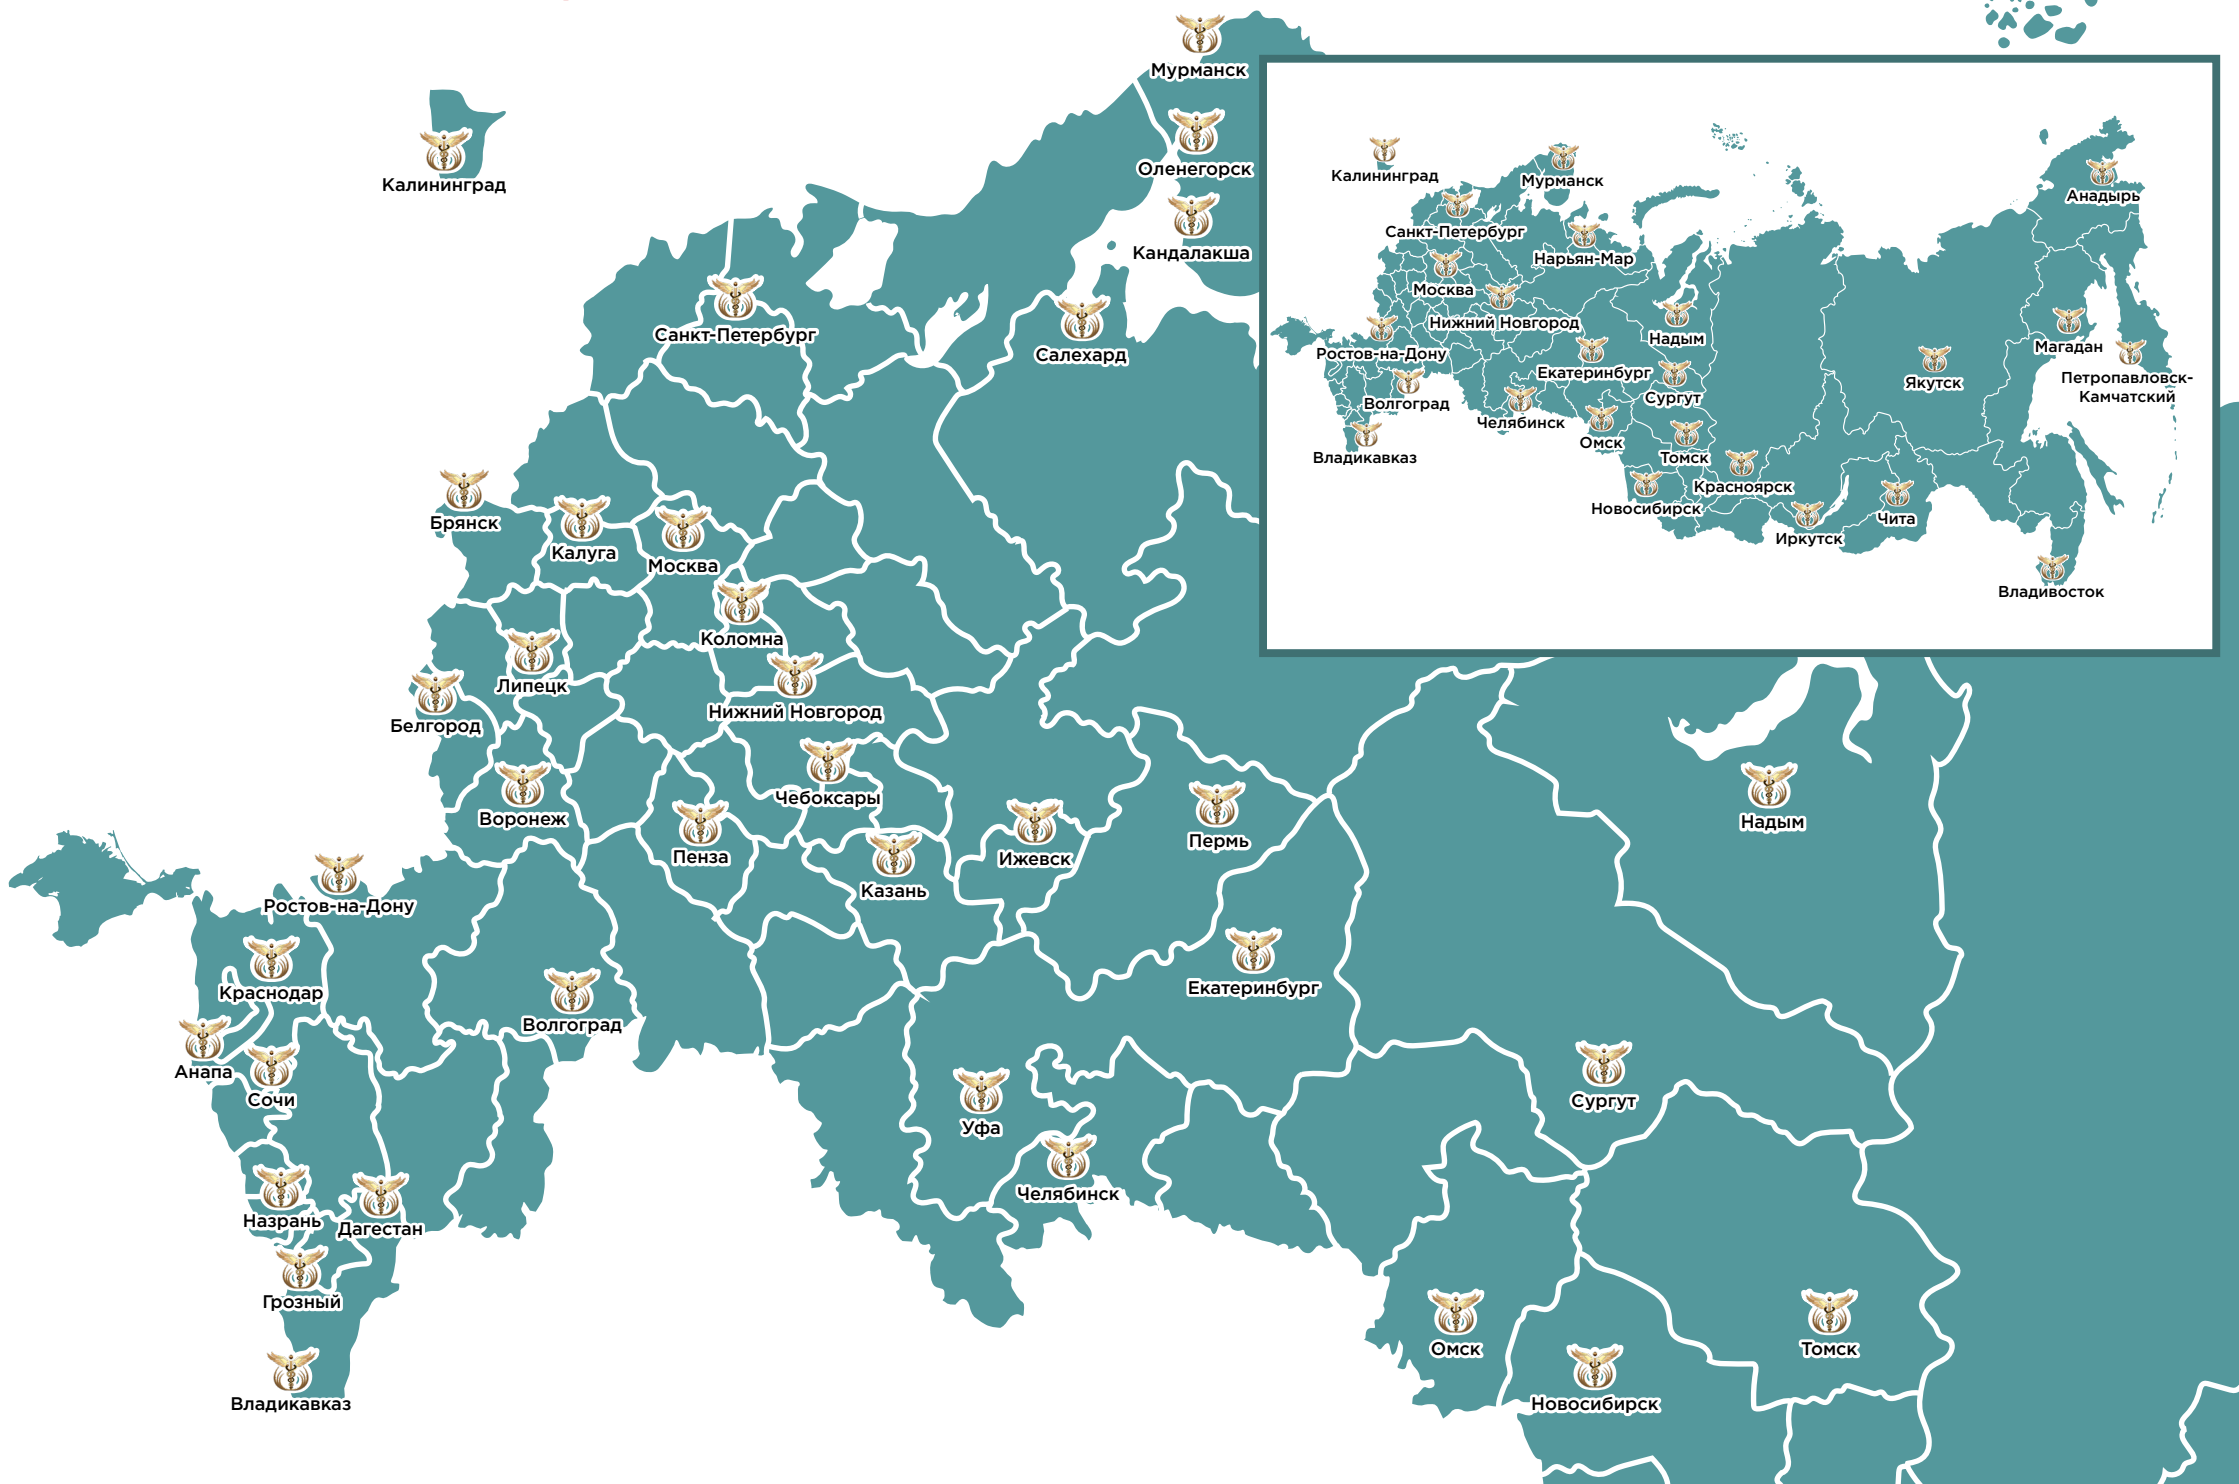 Мурманск
Оленегорск
Калининград
Кандалакша
Санкт-Петербург
Салехард
Брянск
Калуга
Москва
Коломна
Липецк
Нижний Новгород
Белгород
Чебоксары
Воронеж
Пермь
Надым
Пенза
Ижевск
Казань
Ростов-на-Дону
Екатеринбург
Краснодар
Волгоград
Анапа
Сочи
Сургут
Уфа
Челябинск
Назрань
Дагестан
Грозный
Омск
Томск
Владикавказ
Новосибирск
Калининград
Мурманск
Анадырь
Санкт-Петербург
Нарьян-Мар
Москва
Нижний Новгород
Надым
Магадан
Ростов-на-Дону
Екатеринбург
Якутск
Петропавловск-
Камчатский
Сургут
Волгоград
Челябинск
Омск
Владикавказ
Томск
Красноярск
Новосибирск
Чита
Иркутск
Владивосток